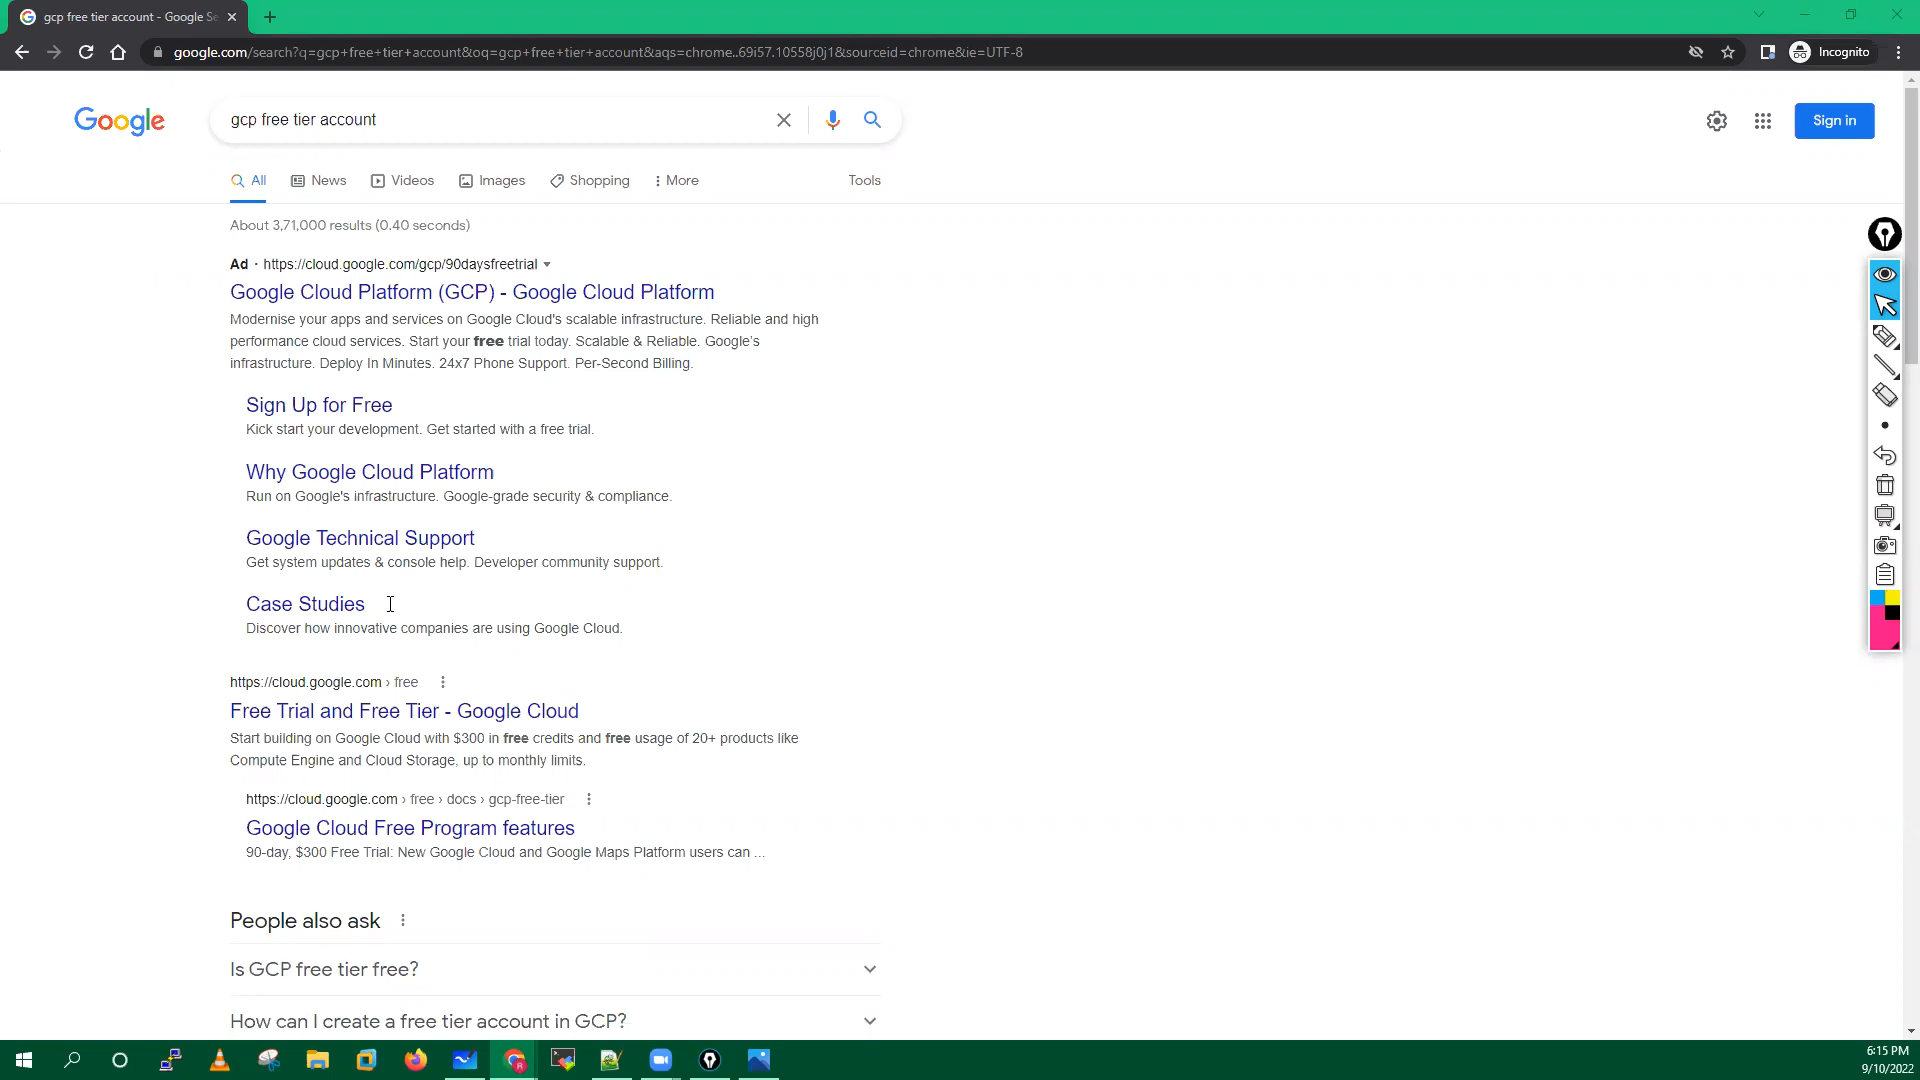 gcp free tier account - Google Se
google.com/search?q=gcp+free+tier+account&oq=gcp+free+tier+account&aqs=chrome..69i57.10558j0j1&sourceid=chrome&ie=UTF-8
Incognito
Google
gcp free tier account
Sign in
All
News
Videos
Images
Shopping
More
Tools
About 3,71,000 results (0.40 seconds)
Ad · https://cloud.google.com/gcp/90daysfreetrial
Google Cloud Platform (GCP) - Google Cloud Platform
Modernise your apps and services on Google Cloud's scalable infrastructure. Reliable and high
performance cloud services. Start your free trial today. Scalable & Reliable. Google's
infrastructure. Deploy In Minutes. 24x7 Phone Support. Per-Second Billing.
Sign Up for Free
Kick start your development. Get started with a free trial.
Why Google Cloud Platform
Run on Google's infrastructure. Google-grade security & compliance.
Google Technical Support
Get system updates & console help. Developer community support.
Case Studies
Discover how innovative companies are using Google Cloud.
https://cloud.google.com › free
Free Trial and Free Tier - Google Cloud
Start building on Google Cloud with $300 in free credits and free usage of 20+ products like
Compute Engine and Cloud Storage, up to monthly limits.
https://cloud.google.com › free › docs › gcp-free-tier
Google Cloud Free Program features
90-day, $300 Free Trial: New Google Cloud and Google Maps Platform users can ...
People also ask
Is GCP free tier free?
How can I create a free tier account in GCP?
6:15 PM
9/10/2022